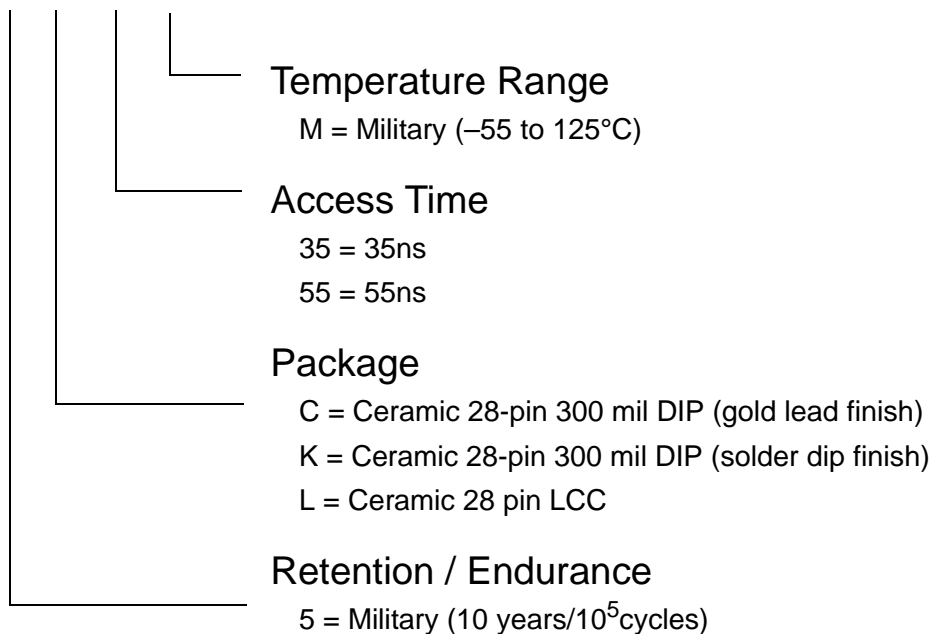 Temperature Range
M = Military (–55 to 125°C)
Access Time
35 = 35ns
55 = 55ns
Package
C = Ceramic 28-pin 300 mil DIP (gold lead finish)
K = Ceramic 28-pin 300 mil DIP (solder dip finish)
L = Ceramic 28 pin LCC
Retention / Endurance
5 = Military (10 years/10⁵cycles)